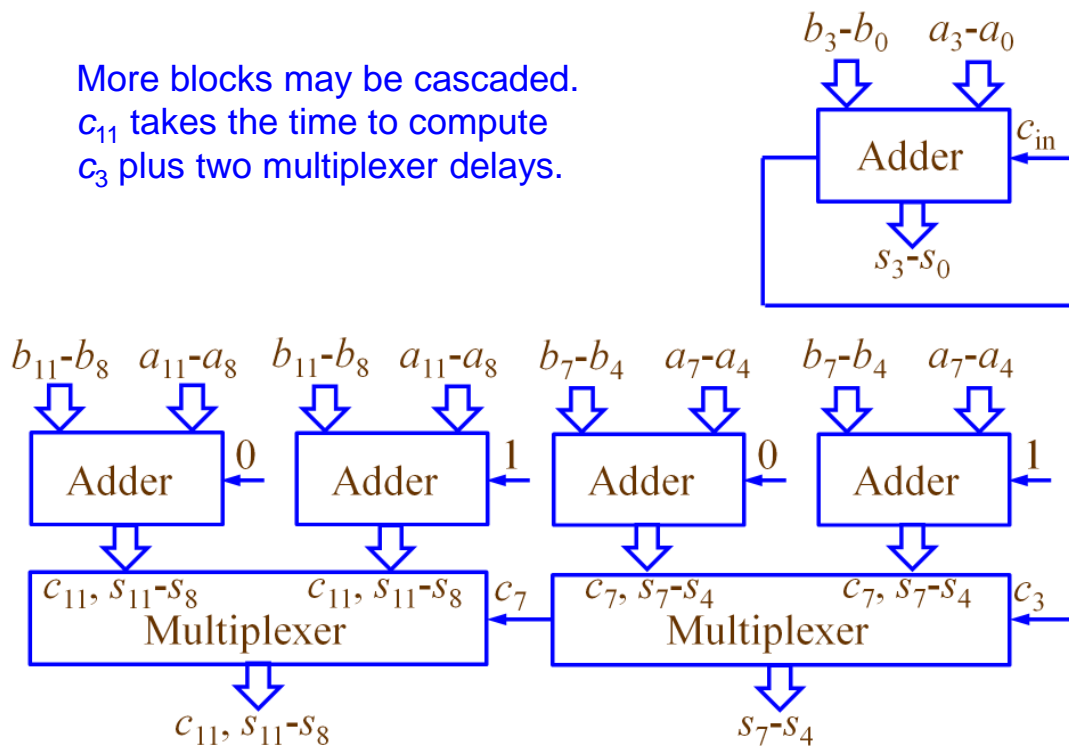 b₃-b₀ a₃-a₀
More blocks may be cascaded.
c₁₁ takes the time to compute
c₃ plus two multiplexer delays.
Adder
cᵢₙ
s₃-s₀
b₁₁-b₈ a₁₁-a₈ b₁₁-b₈ a₁₁-a₈ b₇-b₄ a₇-a₄ b₇-b₄ a₇-a₄
Adder 0 Adder 1 Adder 0 Adder 1
c₁₁, s₁₁-s₈ c₁₁, s₁₁-s₈ c₇ c₇, s₇-s₄ c₇, s₇-s₄ c₃
Multiplexer Multiplexer
c₁₁, s₁₁-s₈ s₇-s₄